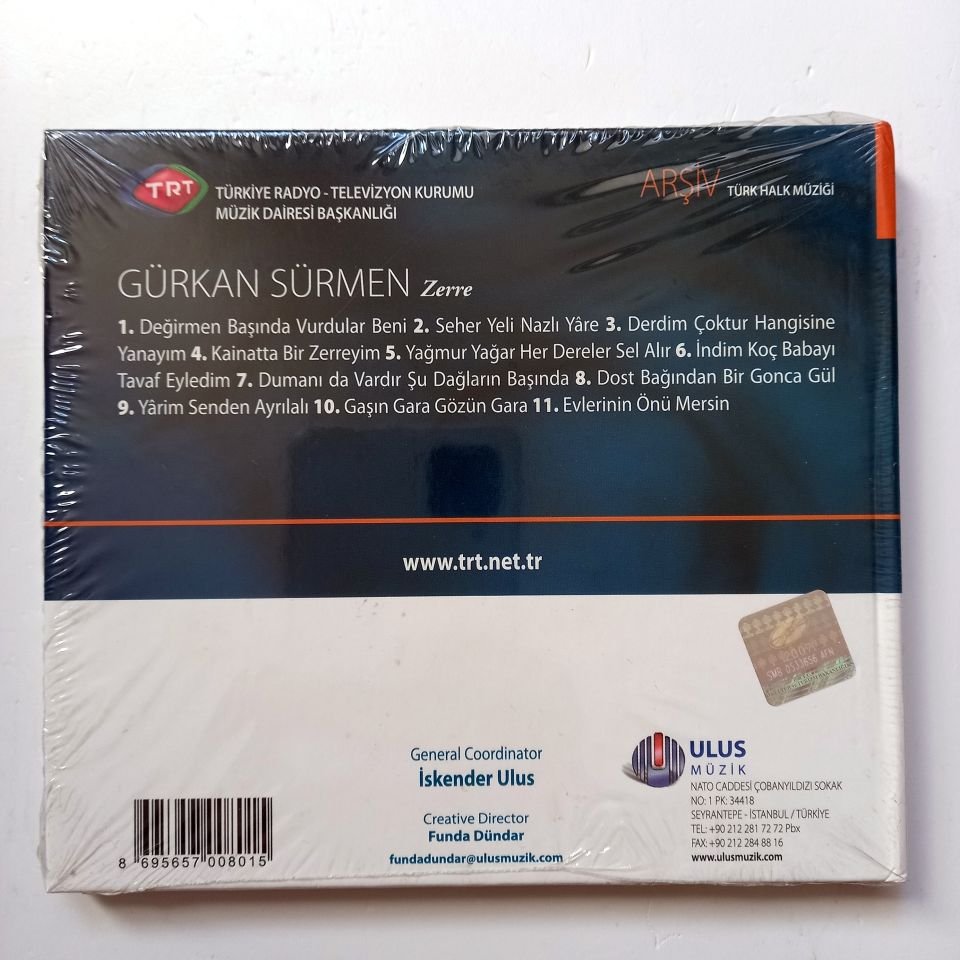 TRT
TÜRKİYE RADYO - TELEVİZYON KURUMU
MÜZİK DAİRESİ BAŞKANLIĞI
ARŞİV TÜRK HALK MÜZİĞİ
GÜRKAN SÜRMEN Zerre
1. Değirmen Başında Vurdular Beni 2. Seher Yeli Nazlı Yâre 3. Derdim Çoktur Hangisine
Yanayım 4. Kainatta Bir Zerreyim 5. Yağmur Yağar Her Dereler Sel Alır 6. İndim Koç Babayı
Tavaf Eyledim 7. Dumanı da Vardır Şu Dağların Başında 8. Dost Bağından Bir Gonca Gül
9. Yârim Senden Ayrılalı 10. Gaşın Gara Gözün Gara 11. Evlerinin Önü Mersin
www.trt.net.tr
General Coordinator
İskender Ulus
Creative Director
Funda Dündar
fundadundar@ulusmuzik.com
ULUS
MÜZİK
NATO CADDESİ ÇOBANYILDIZI SOKAK
NO: 1 PK: 34418
SEYRANTEPE - İSTANBUL / TÜRKİYE
TEL: +90 212 281 72 72 Pbx
FAX: +90 212 284 88 16
www.ulusmuzik.com
8 695657 008015